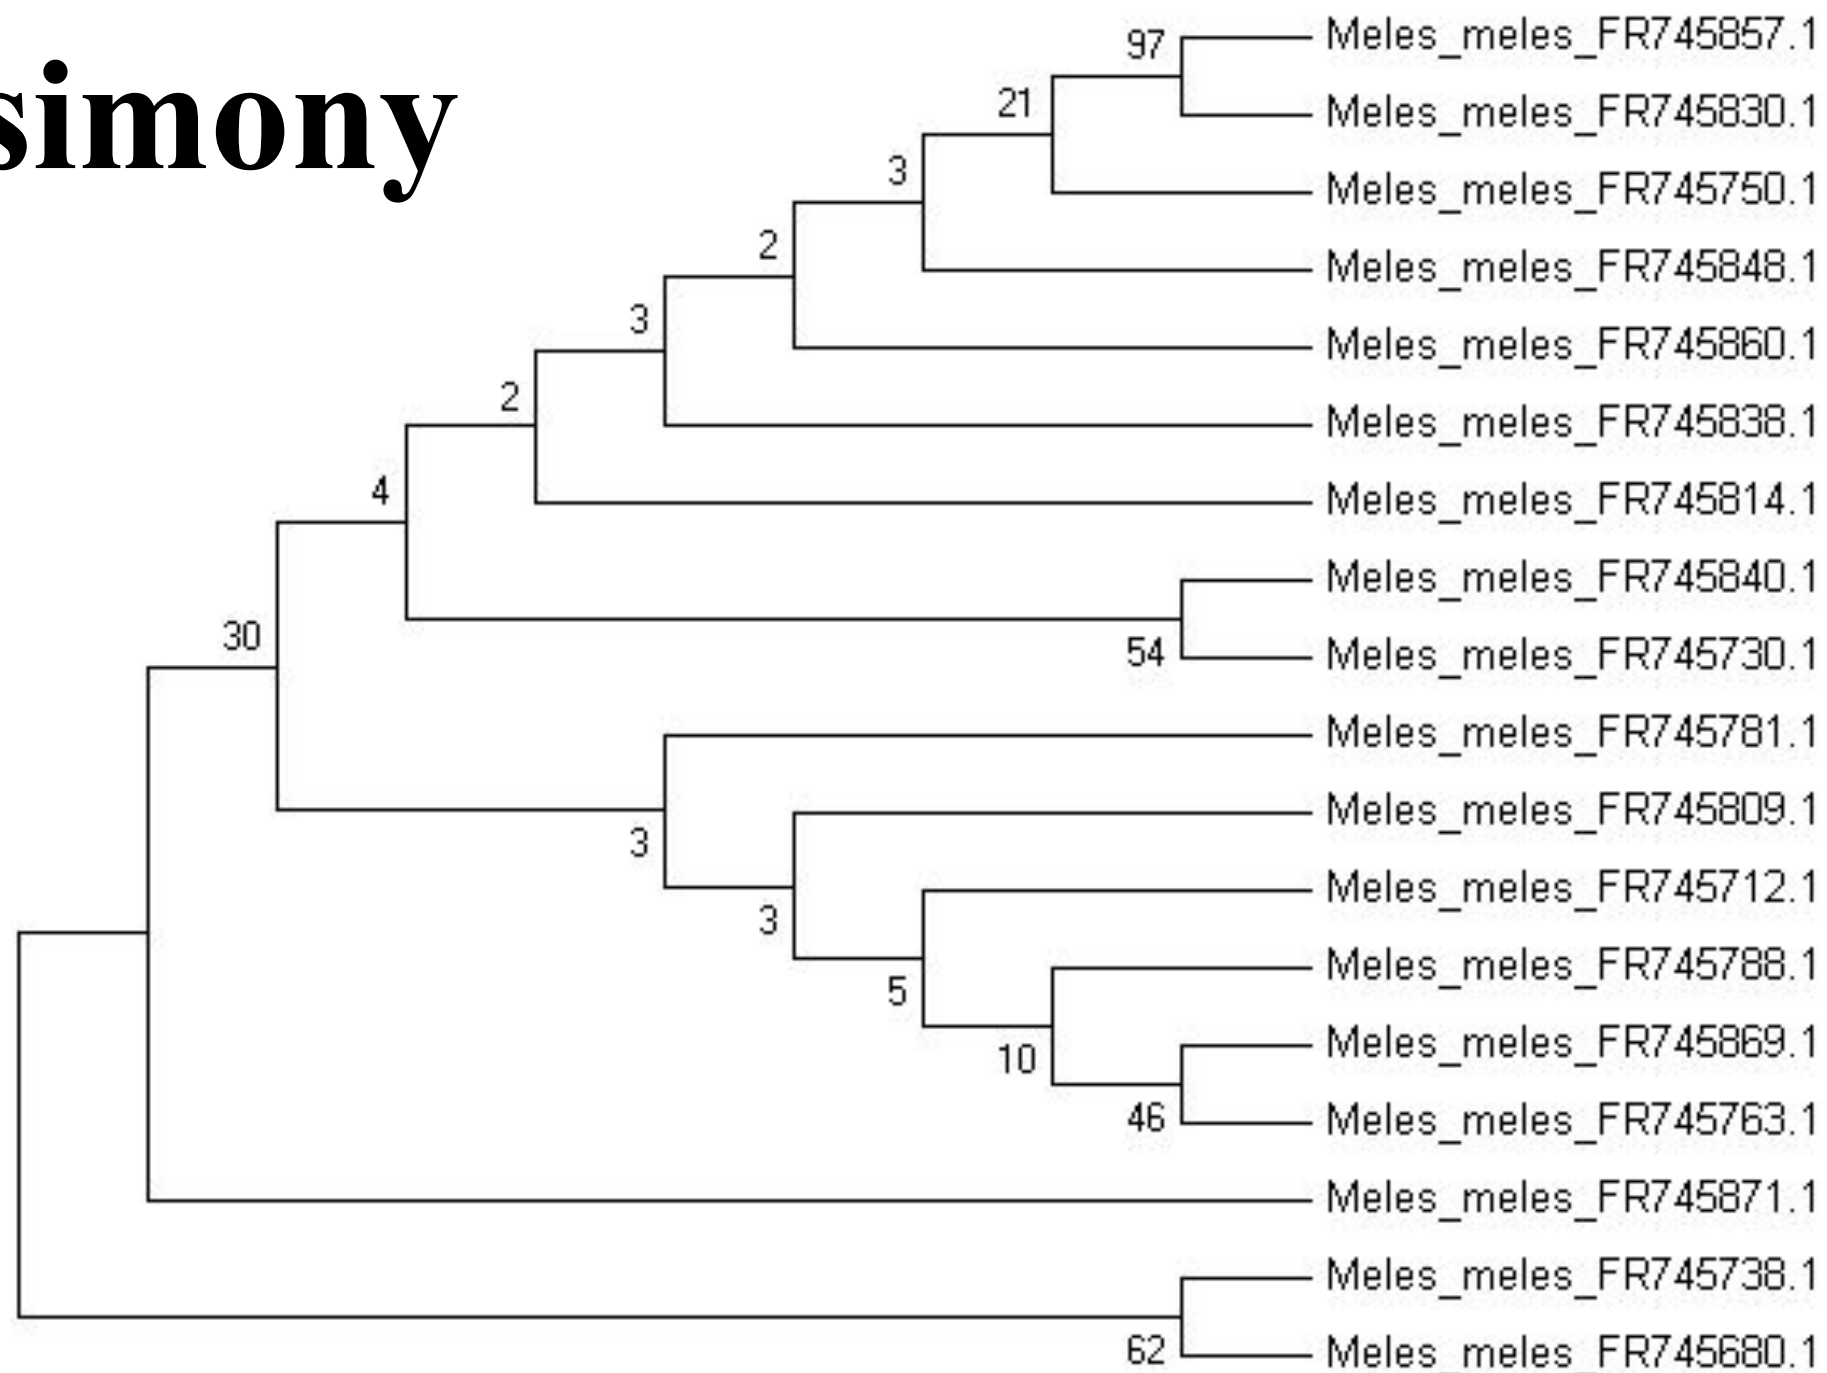 simony
97
Meles_meles_FR745857.1
Meles_meles_FR745830.1
21
Meles_meles_FR745750.1
3
Meles_meles_FR745848.1
2
Meles_meles_FR745860.1
3
Meles_meles_FR745838.1
2
Meles_meles_FR745814.1
4
Meles_meles_FR745840.1
Meles_meles_FR745730.1
54
30
Meles_meles_FR745781.1
3
Meles_meles_FR745809.1
3
Meles_meles_FR745712.1
5
Meles_meles_FR745788.1
10
Meles_meles_FR745869.1
Meles_meles_FR745763.1
46
Meles_meles_FR745871.1
Meles_meles_FR745738.1
Meles_meles_FR745680.1
62